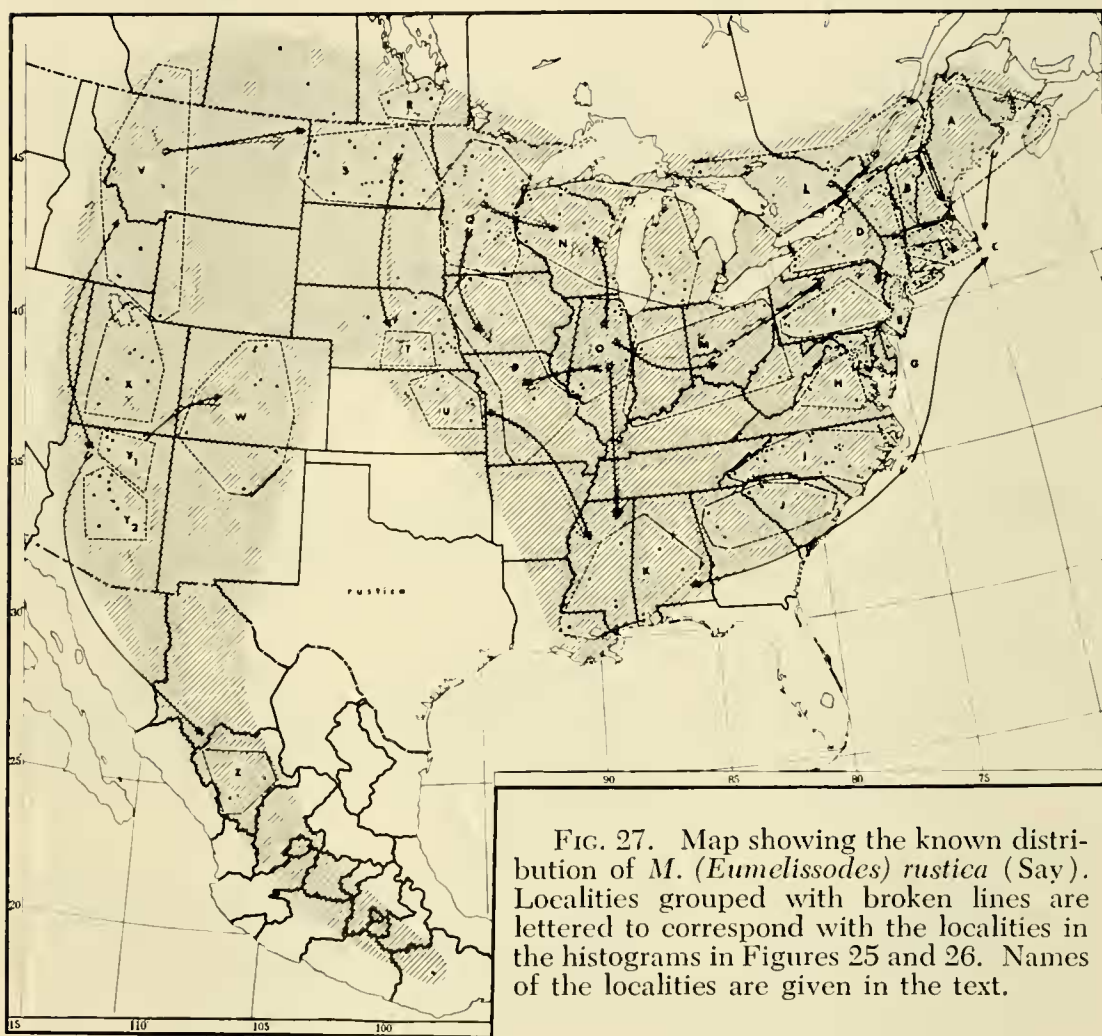 A
B
C
D
E
F
G
H
I
J
K
L
M
N
O
P
Q
R
S
T
U
V
W
X
Y1
Y2
Z
rustica
45
40
35
30
25
20
15
110
105
100
90
85
80
75
FIG. 27. Map showing the known distri-
bution of M. (Eumelissodes) rustica (Say).
Localities grouped with broken lines are
lettered to correspond with the localities in
the histograms in Figures 25 and 26. Names
of the localities are given in the text.